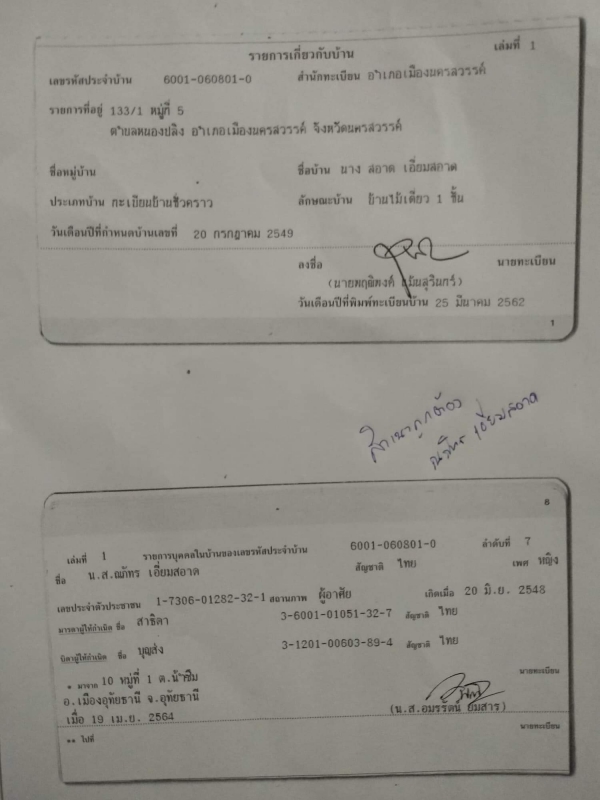 รายการเกี่ยวกับบ้าน เล่มที่ 1
เลขรหัสประจำบ้าน 6001-060801-0 สำนักทะเบียน อำเภอเมืองนครสวรรค์
รายการที่อยู่ 133/1 หมู่ที่ 5
ตำบลหนองปลิง อำเภอเมืองนครสวรรค์ จังหวัดนครสวรรค์
ชื่อหมู่บ้าน ชื่อบ้าน นาง สอาด เอี่ยมสอาด
ประเภทบ้าน ทะเบียนบ้านชั่วคราว ลักษณะบ้าน บ้านไม้เดี่ยว 1 ชั้น
วันเดือนปีที่กำหนดบ้านเลขที่ 20 กรกฎาคม 2549
ลงชื่อ นายทะเบียน
(นายพฤฒิพงศ์ ขมินสุรินทร์)
วันเดือนปีที่พิมพ์ทะเบียนบ้าน 25 มีนาคม 2562
1
สำเนาถูกต้อง
ณภัทร เอี่ยมสอาด
8
เล่มที่ 1 รายการบุคคลในบ้านของเลขรหัสประจำบ้าน 6001-060801-0 ลำดับที่ 7
ชื่อ น.ส.ณภัทร เอี่ยมสอาด สัญชาติ ไทย เพศ หญิง
เลขประจำตัวประชาชน 1-7306-01282-32-1 สถานภาพ ผู้อาศัย เกิดเมื่อ 20 มิ.ย. 2548
มารดาผู้ให้กำเนิด ชื่อ สาธิดา 3-6001-01051-32-7 สัญชาติ ไทย
บิดาผู้ให้กำเนิด ชื่อ บุญส่ง 3-1201-00603-89-4 สัญชาติ ไทย
* มาจาก 10 หมู่ที่ 1 ต.น้ำซึม นายทะเบียน
อ.เมืองอุทัยธานี จ.อุทัยธานี
เมื่อ 19 เม.ย. 2564 (น.ส.อมรรัตน์ ยมสาร)
** ไปที่ นายทะเบียน